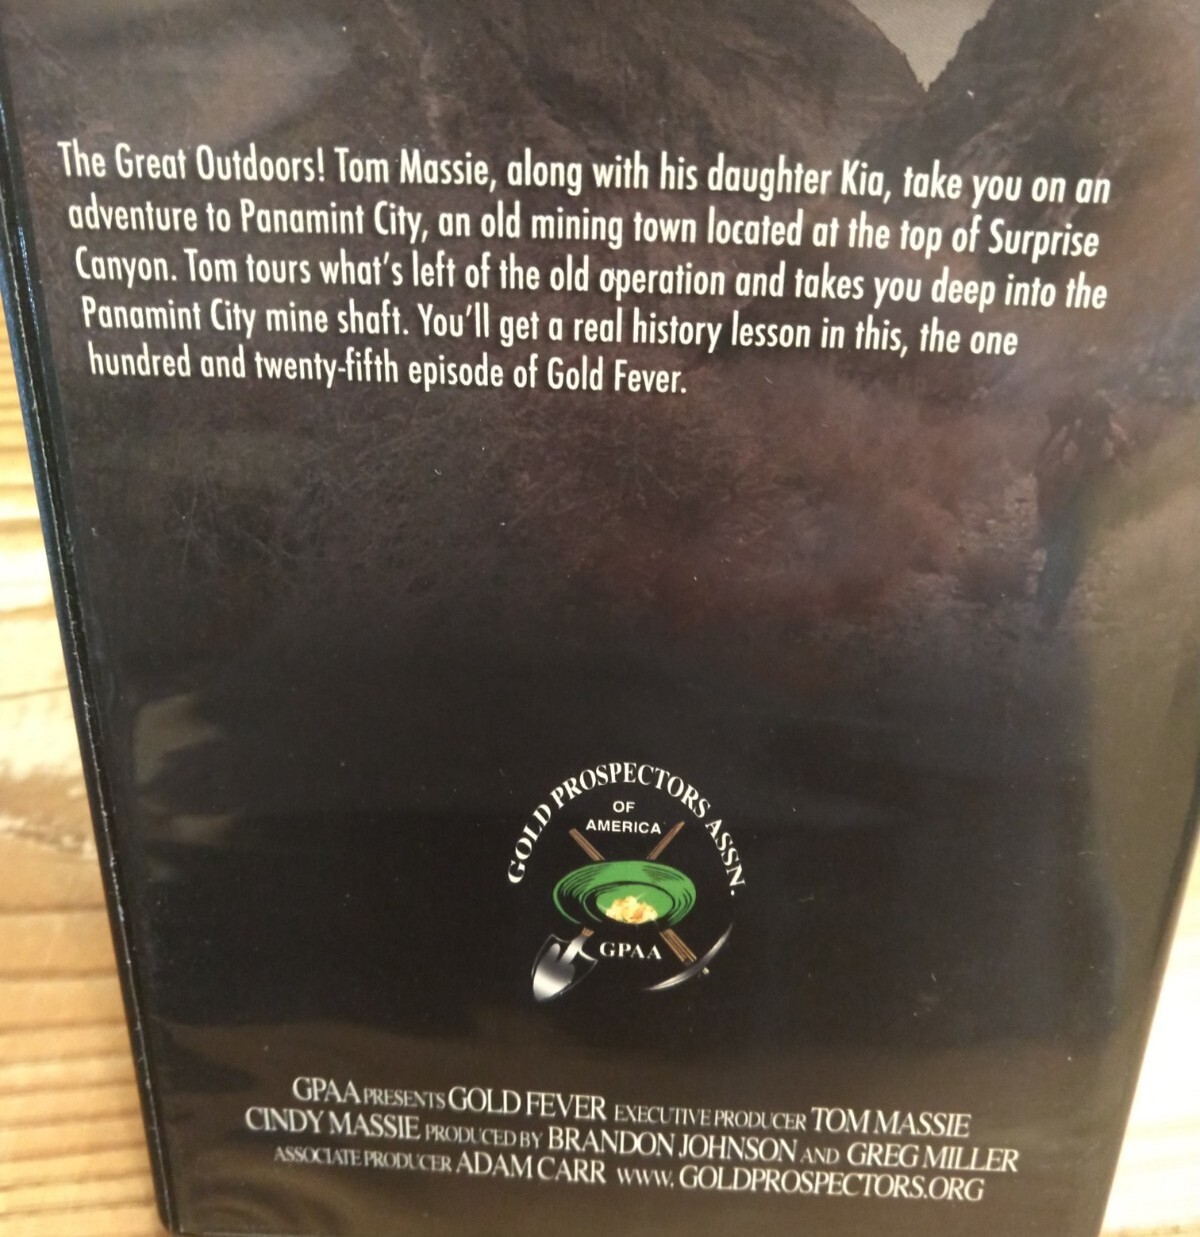 The Great Outdoors! Tom Massie, along with his daughter Kia, take you on an
adventure to Panamint City, an old mining town located at the top of Surprise
Canyon. Tom tours what's left of the old operation and takes you deep into the
Panamint City mine shaft. You'll get a real history lesson in this, the one
hundred and twenty-fifth episode of Gold Fever.
GOLD PROSPECTORS ASSN.
OF
AMERICA
GPAA
GPAA PRESENTS GOLD FEVER EXECUTIVE PRODUCER TOM MASSIE
CINDY MASSIE PRODUCED BY BRANDON JOHNSON AND GREG MILLER
ASSOCIATE PRODUCER ADAM CARR WWW. GOLDPROSPECTORS.ORG